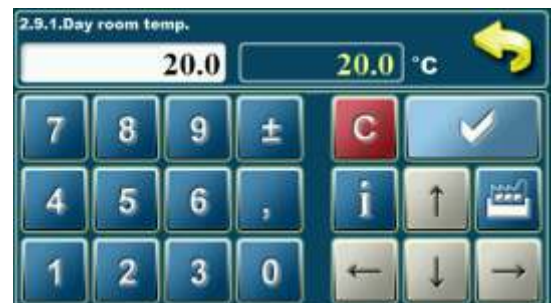 2.9.1.Day room temp.
20.0 20.0 °C
7 8 9 ± C
4 5 6 , i ↑
1 2 3 0 ← ↓ →